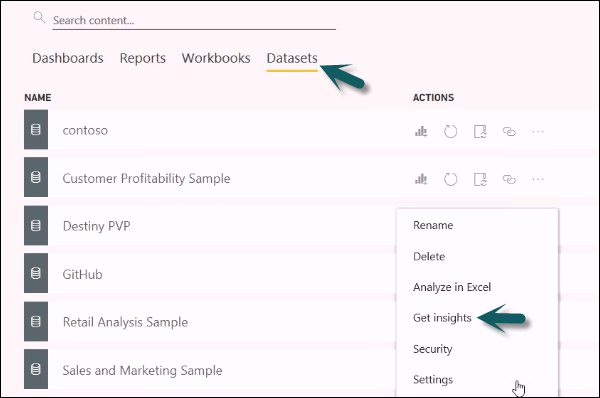 Search content...
Dashboards Reports Workbooks Datasets
NAME ACTIONS
contoso
Customer Profitability Sample
Destiny PVP
Rename
Delete
GitHub
Analyze in Excel
Get insights
Retail Analysis Sample
Security
Sales and Marketing Sample
Settings